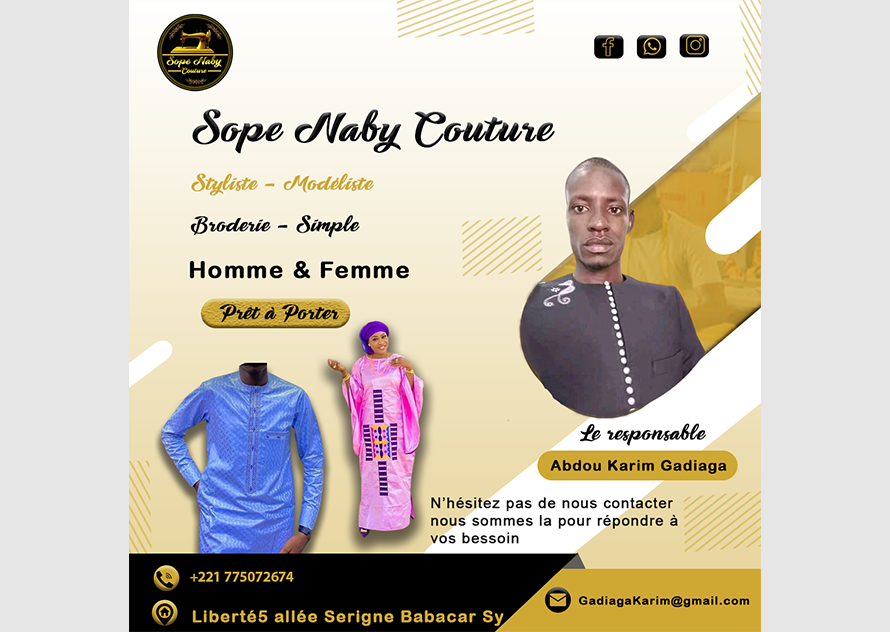 Sope Naby
Couture
Sope Naby Couture
Styliste - Modéliste
Broderie - Simple
Homme & Femme
Prêt à Porter
Le responsable
Abdou Karim Gadiaga
N'hésitez pas de nous contacter
nous sommes la pour répondre à
vos bessoin
+221 775072674
Liberté5 allée Serigne Babacar Sy
GadiagaKarim@gmail.com